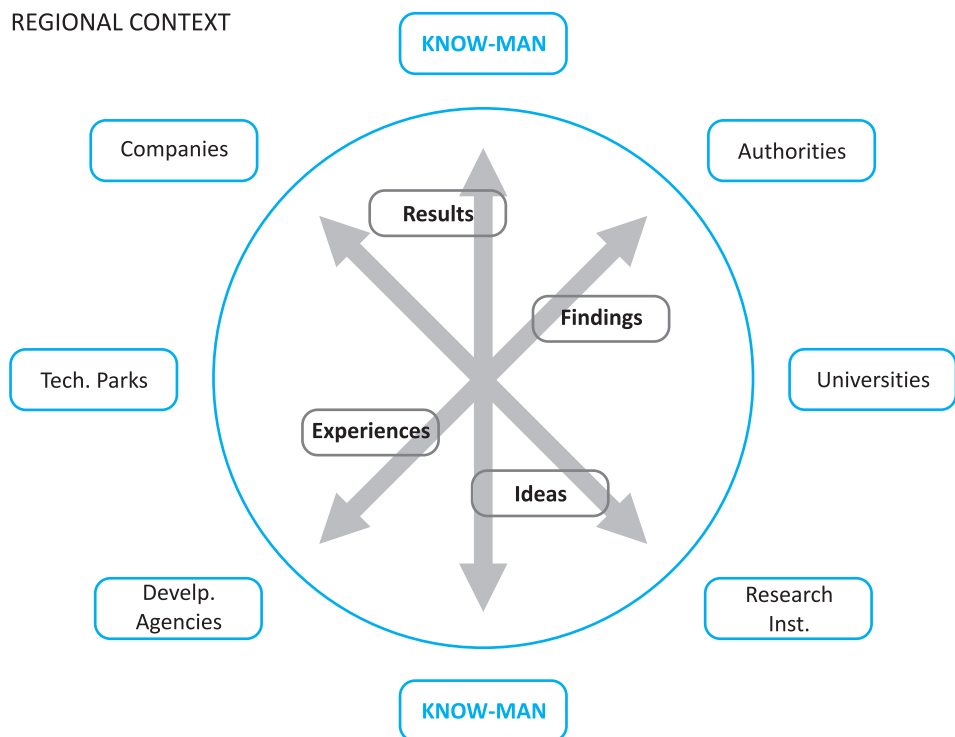 REGIONAL CONTEXT
KNOW-MAN
Companies
Authorities
Results
Findings
Tech. Parks
Universities
Experiences
Ideas
Develp.
Agencies
Research
Inst.
KNOW-MAN